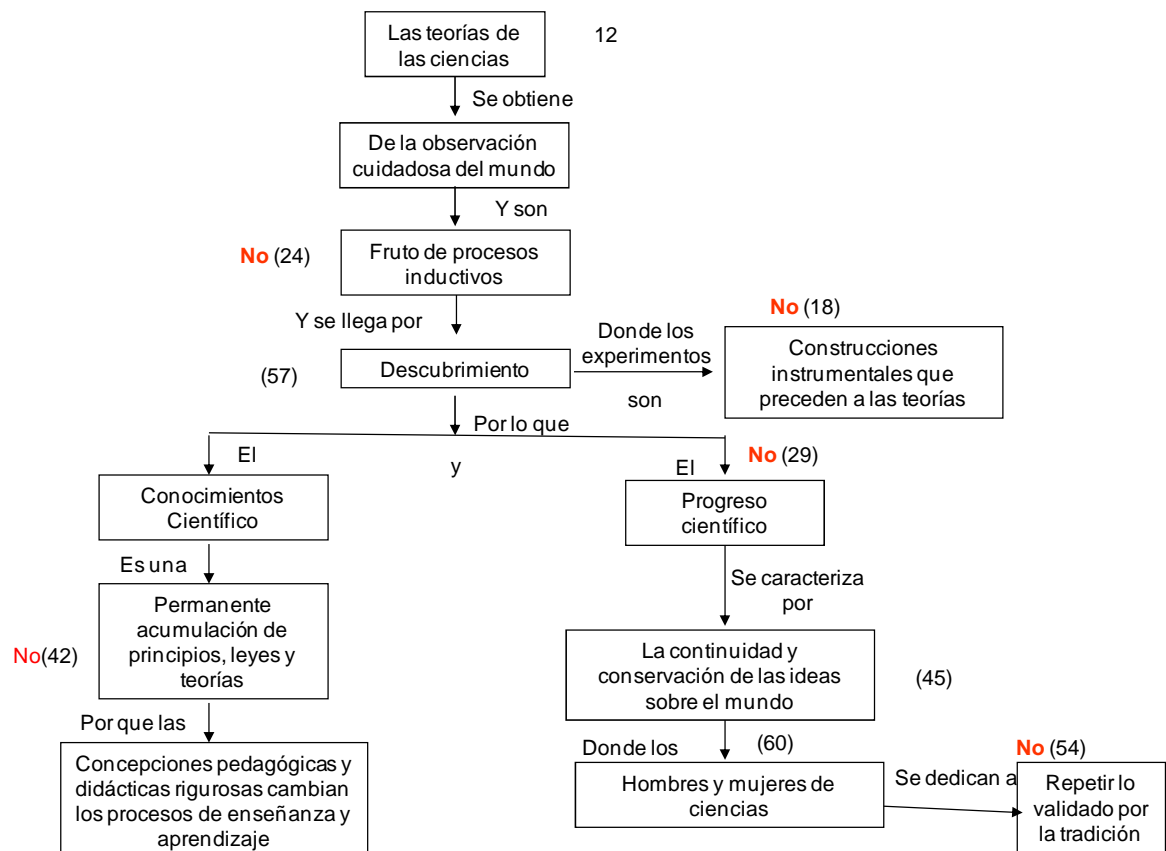 Las teorías de
las ciencias
12
Se obtiene
De la observación
cuidadosa del mundo
Y son
No (24)
Fruto de procesos
inductivos
Y se llega por
Donde los
experimentos
son
No (18)
Construcciones
instrumentales que
preceden a las teorías
(57)
Descubrimiento
Por lo que
El
y
El
No (29)
Conocimientos
Científico
Progreso
científico
Es una
Se caracteriza
por
No(42)
Permanente
acumulación de
principios, leyes y
teorías
La continuidad y
conservación de las ideas
sobre el mundo
(45)
Por que las
Donde los
(60)
No (54)
Concepciones pedagógicas y
didácticas rigurosas cambian
los procesos de enseñanza y
aprendizaje
Hombres y mujeres de
ciencias
Se dedican a
Repetir lo
validado por
la tradición